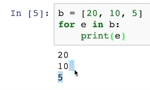 In [5]: b = [20, 10, 5]
for e in b:
print(e)
20
10
5